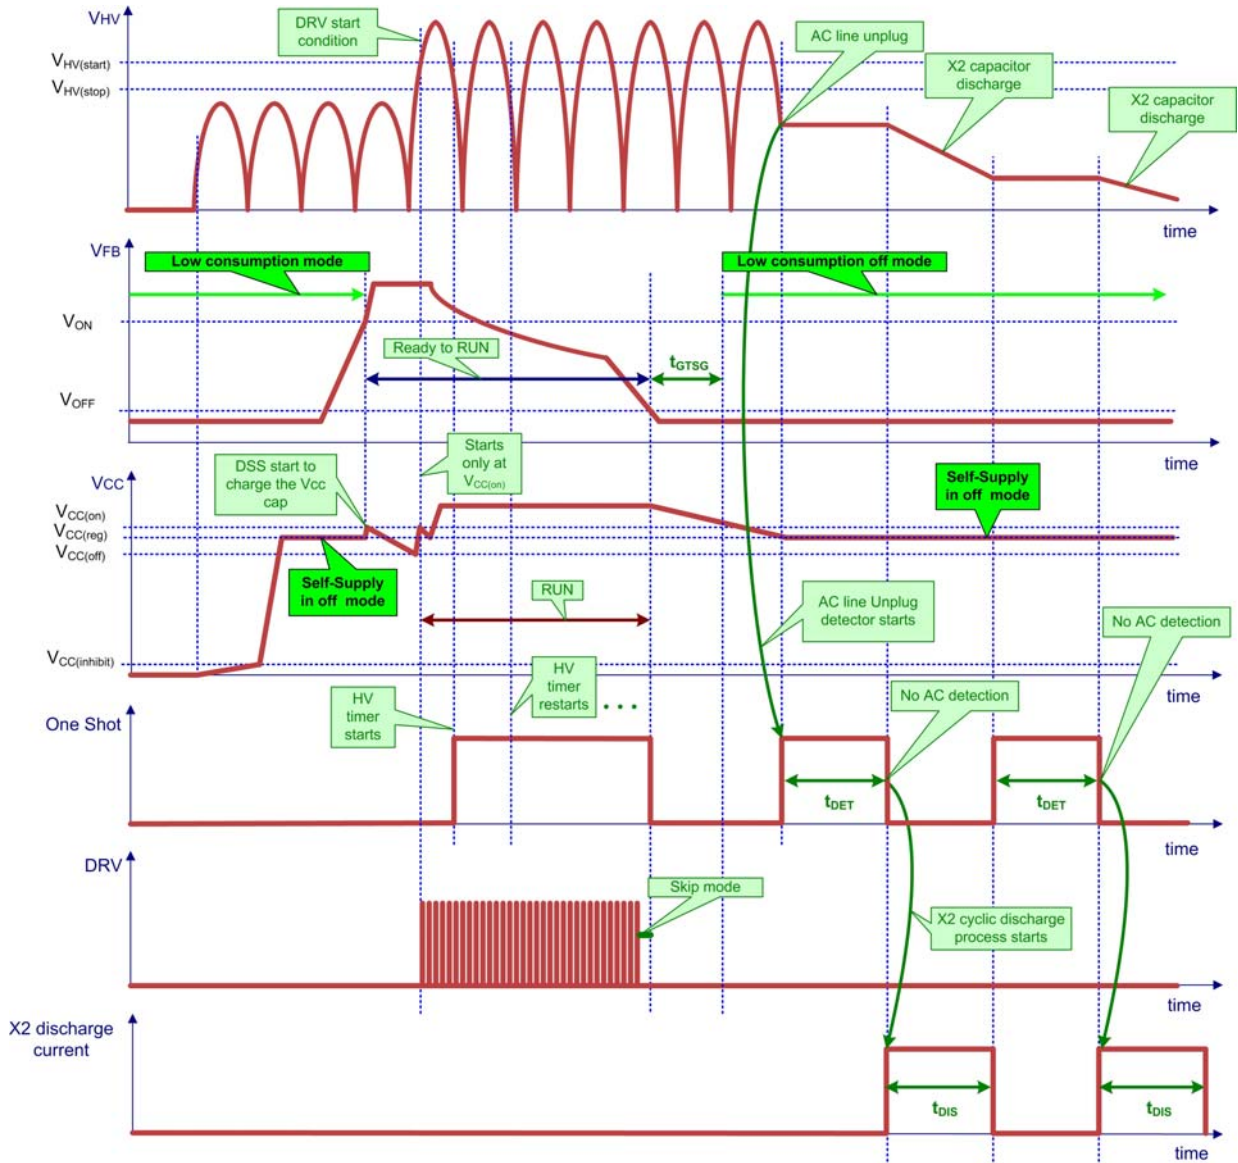 VHV
DRV start
condition
AC line unplug
X2 capacitor
discharge
X2 capacitor
discharge
VHV(start)
VHV(stop)
time
VFB
Low consumption mode
Low consumption off mode
VON
Ready to RUN
tGTSG
VOFF
time
VCC
DSS start to
charge the Vcc
cap
Starts
only at
VCC(on)
Self-Supply
in off mode
VCC(on)
VCC(reg)
VCC(off)
Self-Supply
in off mode
RUN
AC line Unplug
detector starts
No AC detection
VCC(inhibit)
time
One Shot
HV
timer
starts
HV
timer
restarts
. . .
No AC detection
tDET
tDET
time
DRV
Skip mode
X2 cyclic discharge
process starts
time
X2 discharge
current
tDIS
tDIS
time